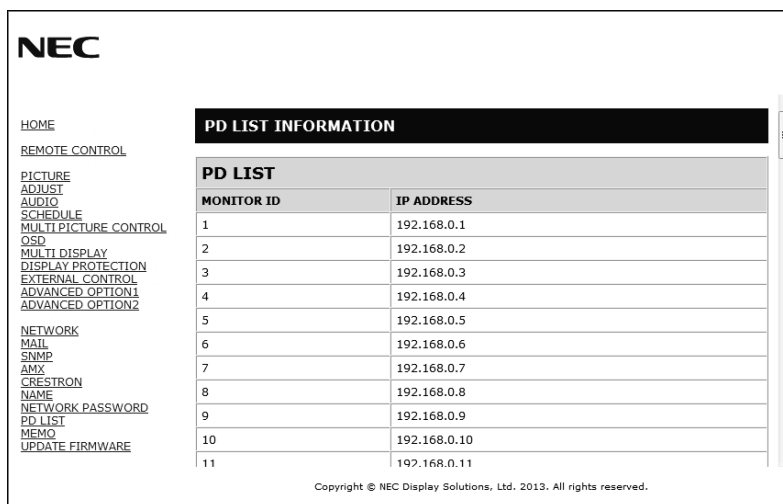 NEC
HOME
REMOTE CONTROL
PICTURE
ADJUST
AUDIO
SCHEDULE
MULTI PICTURE CONTROL
OSD
MULTI DISPLAY
DISPLAY PROTECTION
EXTERNAL CONTROL
ADVANCED OPTION1
ADVANCED OPTION2
NETWORK
MAIL
SNMP
AMX
CRESTRON
NAME
NETWORK PASSWORD
PD LIST
MEMO
UPDATE FIRMWARE
PD LIST INFORMATION
PD LIST
MONITOR ID IP ADDRESS
1 192.168.0.1
2 192.168.0.2
3 192.168.0.3
4 192.168.0.4
5 192.168.0.5
6 192.168.0.6
7 192.168.0.7
8 192.168.0.8
9 192.168.0.9
10 192.168.0.10
11 192.168.0.11
Copyright © NEC Display Solutions, Ltd. 2013. All rights reserved.